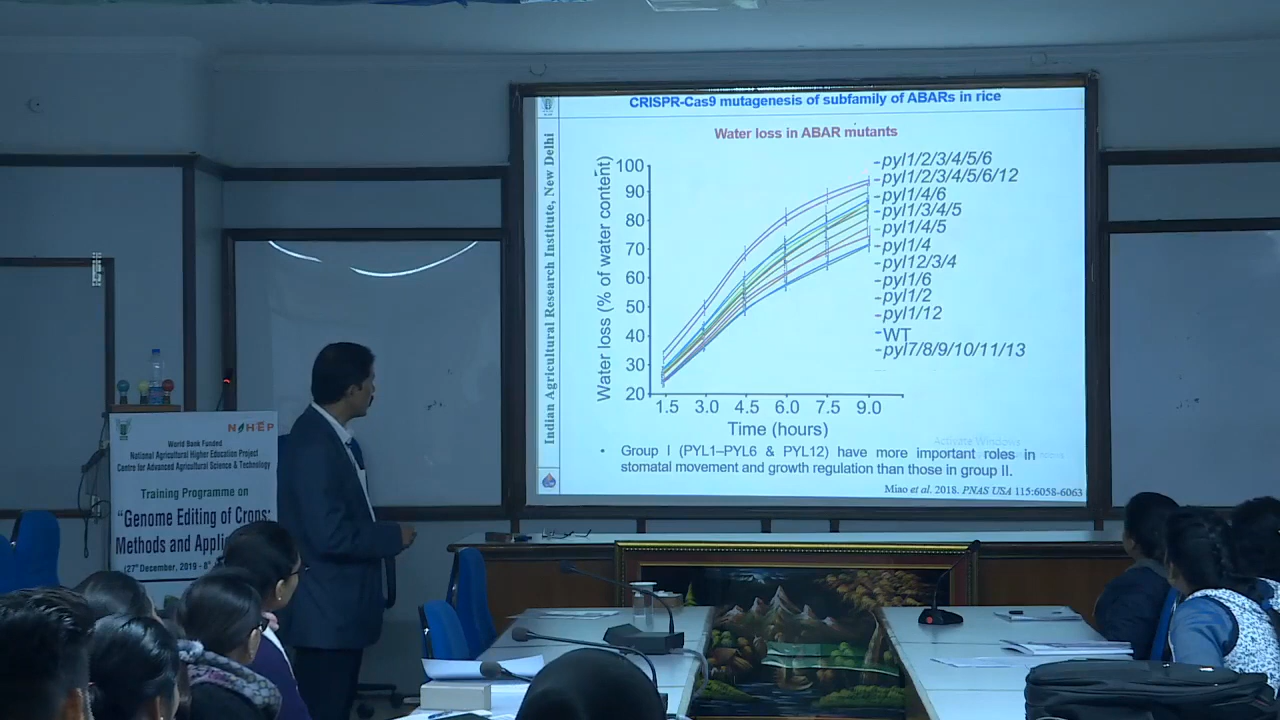 CRISPR-Cas9 mutagenesis of subfamily of ABARs in rice
Indian Agricultural Research Institute, New Delhi
Water loss in ABAR mutants
Water loss (% of water content)
100
90
80
70
60
50
40
30
20
1.5 3.0 4.5 6.0 7.5 9.0
Time (hours)
-pyl1/2/3/4/5/6
-pyl1/2/3/4/5/6/12
-pyl1/4/6
-pyl1/3/4/5
-pyl1/4/5
-pyl1/4
-pyl12/3/4
-pyl1/6
-pyl1/2
-pyl1/12
-WT
-pyl7/8/9/10/11/13
Activate Windows
• Group I (PYL1–PYL6 & PYL12) have more important roles in
stomatal movement and growth regulation than those in group II.
Miao et al. 2018. PNAS USA 115:6058-6063
NAHEP
World Bank Funded
National Agricultural Higher Education Project
Centre for Advanced Agricultural Science & Technology
Training Programme on
“Genome Editing of Crops:
Methods and
(27th December, 2019 -